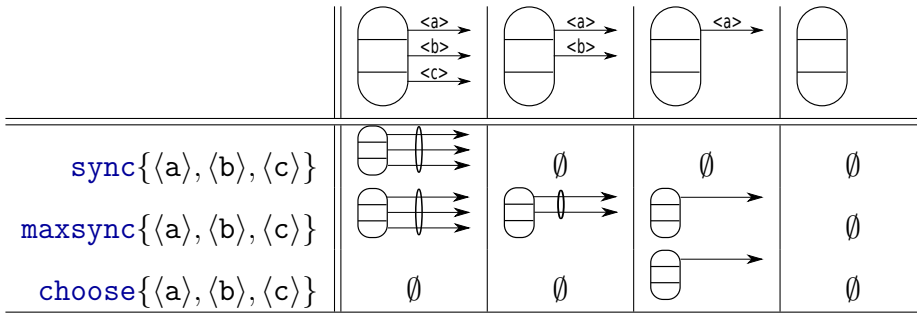 <a> <a> <a>
<b> <b>
<c>
sync{⟨a⟩, ⟨b⟩, ⟨c⟩} ∅ ∅ ∅
maxsync{⟨a⟩, ⟨b⟩, ⟨c⟩} ∅
choose{⟨a⟩, ⟨b⟩, ⟨c⟩} ∅ ∅ ∅